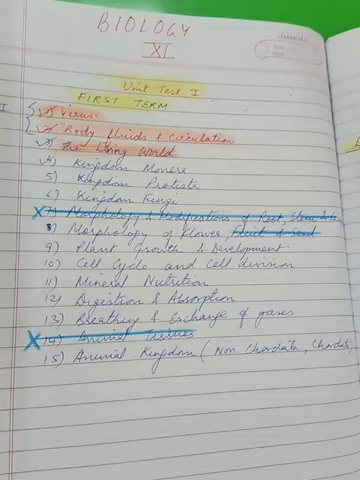 BIOLOGY
XI
Unit Test I
FIRST TERM
1) Virus
2) Body fluids & Circulation
3) The Living World
4) Kingdom Monera
5) Kingdom Protista
6) Kingdom Fungi
X 7) Morphology & Modifications of Root, Stem &
8) Morphology of Flower, Fruit & Seed
9) Plant Growth & Development
10) Cell Cycle and Cell division
11) Mineral Nutrition
12) Digestion & Absorption
13) Breathing & Exchange of gases
X 14) Animal Tissues
15) Animal Kingdom (Non Chordata, Chordata)